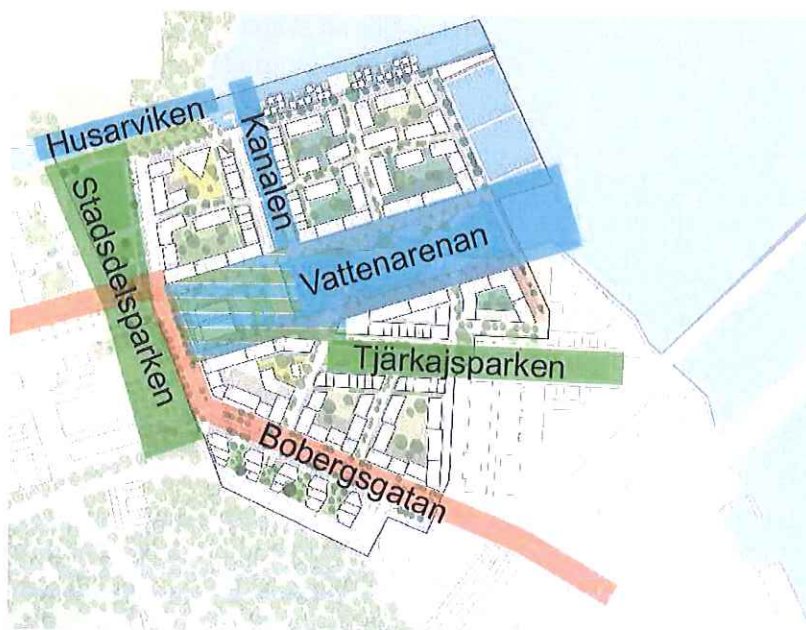 Husarviken
Kanalen
Stadsdelsparken
Vattenarenan
Tjärkajsparken
Bobergsgatan